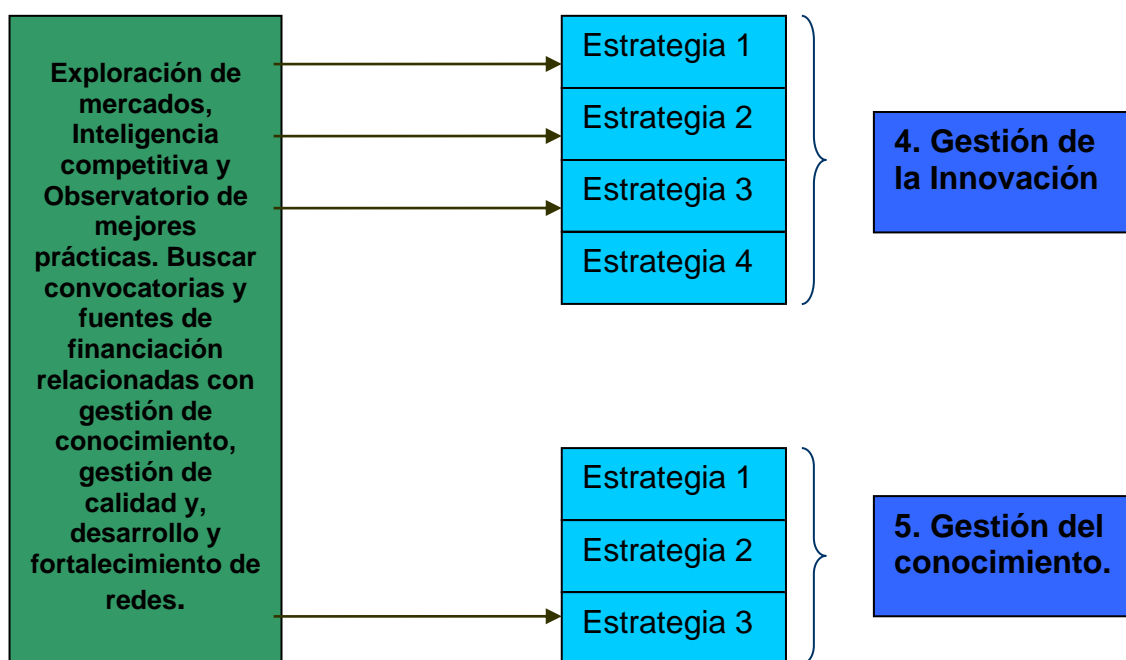 Exploración de
mercados,
Inteligencia
competitiva y
Observatorio de
mejores
prácticas. Buscar
convocatorias y
fuentes de
financiación
relacionadas con
gestión de
conocimiento,
gestión de
calidad y,
desarrollo y
fortalecimiento de
redes.
Estrategia 1
Estrategia 2
Estrategia 3
Estrategia 4
4. Gestión de
la Innovación
Estrategia 1
Estrategia 2
Estrategia 3
5. Gestión del
conocimiento.